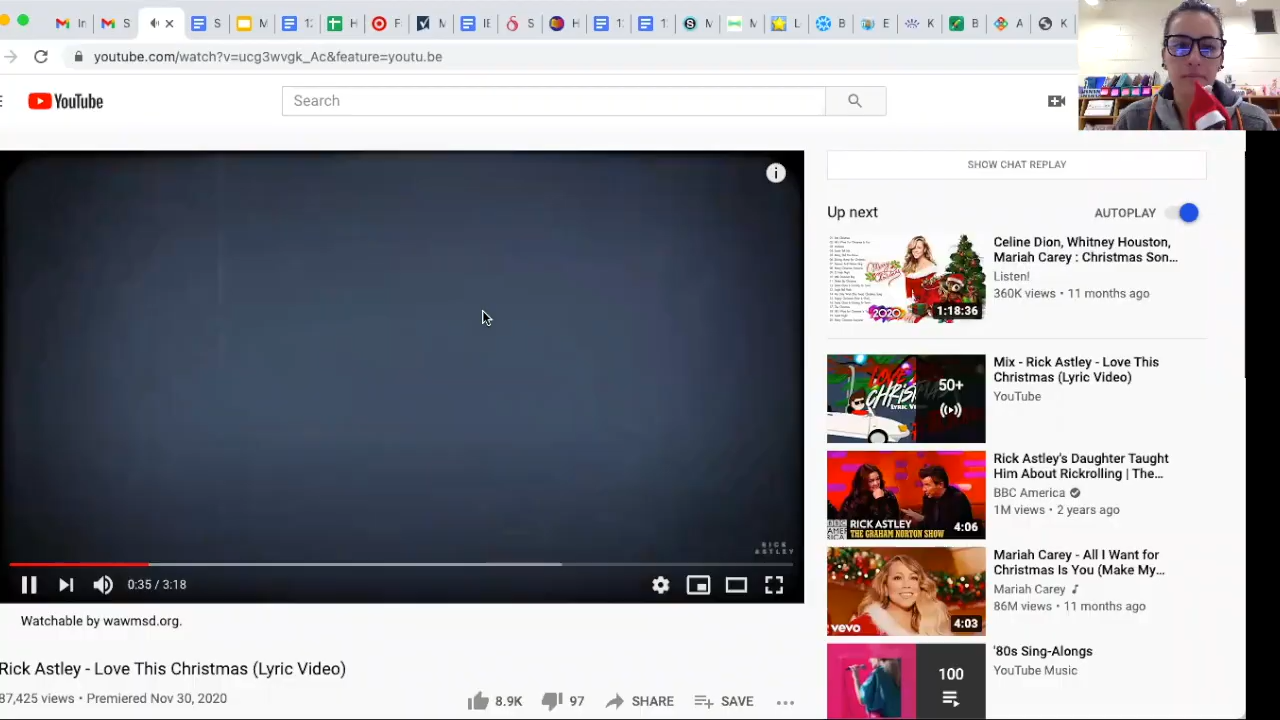 In
S
S
M
12
H
F
M
IE
S
H
1:
1:
M
M
L
B
E
K
B
A
K
youtube.com/watch?v=ucg3wvgk_Ac&feature=youtu.be
YouTube
Search
SHOW CHAT REPLAY
Up next
AUTOPLAY
2020
1:18:36
Celine Dion, Whitney Houston,
Mariah Carey : Christmas Son...
Listen!
360K views • 11 months ago
50+
Mix - Rick Astley - Love This
Christmas (Lyric Video)
YouTube
RICK ASTLEY
THE GRAHAM NORTON SHOW
4:06
Rick Astley's Daughter Taught
Him About Rickrolling | The...
BBC America
1M views • 2 years ago
vevo
4:03
Mariah Carey - All I Want for
Christmas Is You (Make My...
Mariah Carey
86M views • 11 months ago
100
'80s Sing-Alongs
YouTube Music
RICK
ASTLEY
0:35 / 3:18
Watchable by wawmsd.org.
Rick Astley - Love This Christmas (Lyric Video)
87,425 views • Premiered Nov 30, 2020
8.9K
97
SHARE
SAVE